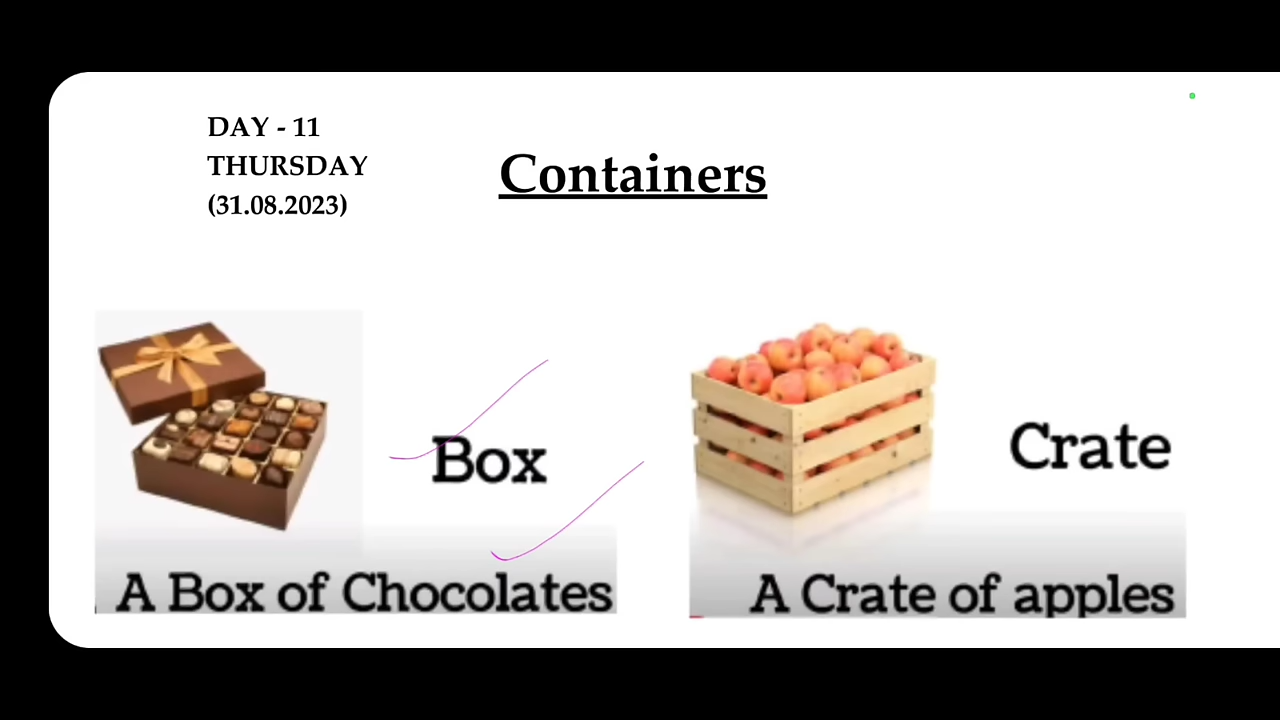 DAY - 11
THURSDAY
(31.08.2023)
Containers
Box
A Box of Chocolates
Crate
A Crate of apples